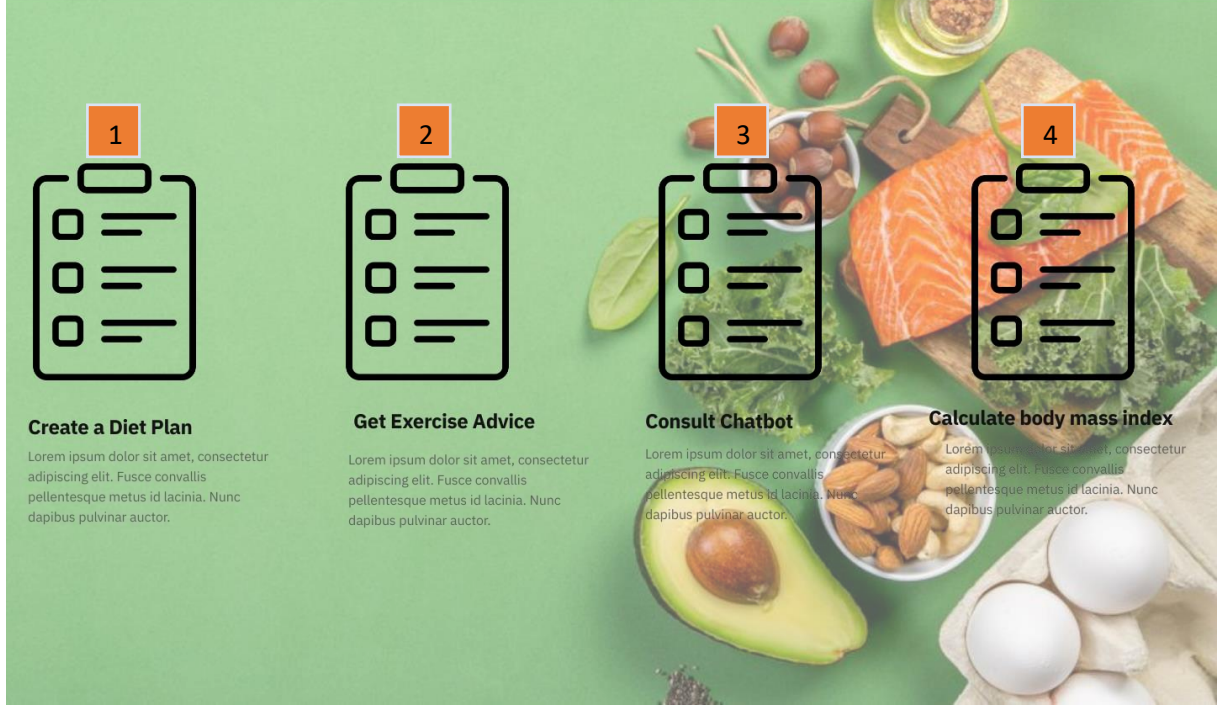 1
2
3
4
Create a Diet Plan
Lorem ipsum dolor sit amet, consectetur
adipiscing elit. Fusce convallis
pellentesque metus id lacinia. Nunc
dapibus pulvinar auctor.
Get Exercise Advice
Lorem ipsum dolor sit amet, consectetur
adipiscing elit. Fusce convallis
pellentesque metus id lacinia. Nunc
dapibus pulvinar auctor.
Consult Chatbot
Lorem ipsum dolor sit amet, consectetur
adipiscing elit. Fusce convallis
pellentesque metus id lacinia. Nunc
dapibus pulvinar auctor.
Calculate body mass index
Lorem ipsum dolor sit amet, consectetur
adipiscing elit. Fusce convallis
pellentesque metus id lacinia. Nunc
dapibus pulvinar auctor.